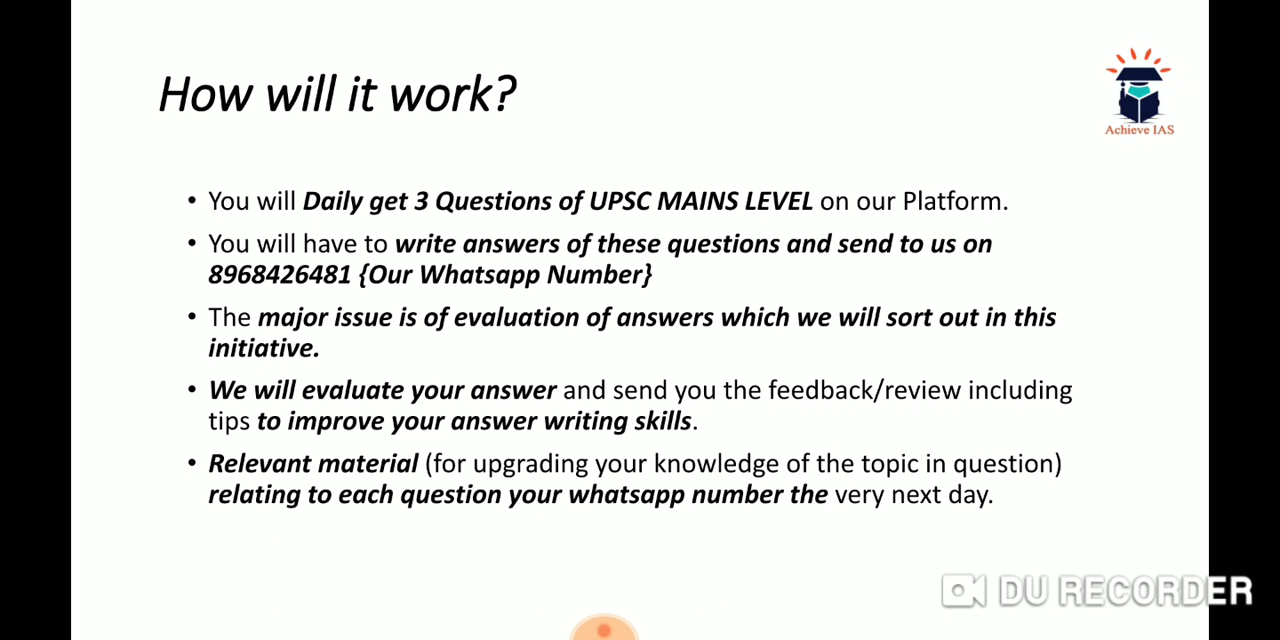 How will it work?
Achieve IAS
• You will Daily get 3 Questions of UPSC MAINS LEVEL on our Platform.
• You will have to write answers of these questions and send to us on
8968426481 {Our Whatsapp Number}
• The major issue is of evaluation of answers which we will sort out in this
initiative.
• We will evaluate your answer and send you the feedback/review including
tips to improve your answer writing skills.
• Relevant material (for upgrading your knowledge of the topic in question)
relating to each question your whatsapp number the very next day.
DU RECORDER